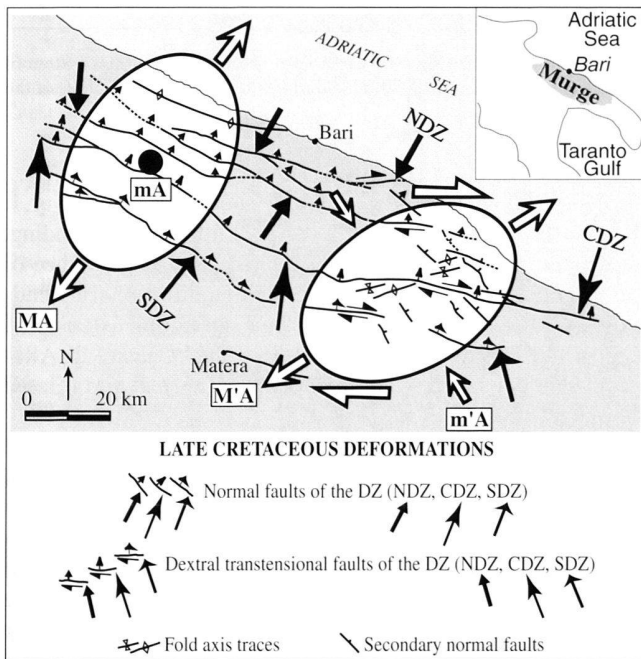 ADRIATIC
SEA
Adriatic
Sea
Bari
Murge
Taranto
Gulf
Bari
NDZ
mA
CDZ
SDZ
MA
N
Matera
M'A
m'A
0 20 km
LATE CRETACEOUS DEFORMATIONS
Normal faults of the DZ (NDZ, CDZ, SDZ)
Dextral transtensional faults of the DZ (NDZ, CDZ, SDZ)
Fold axis traces Secondary normal faults